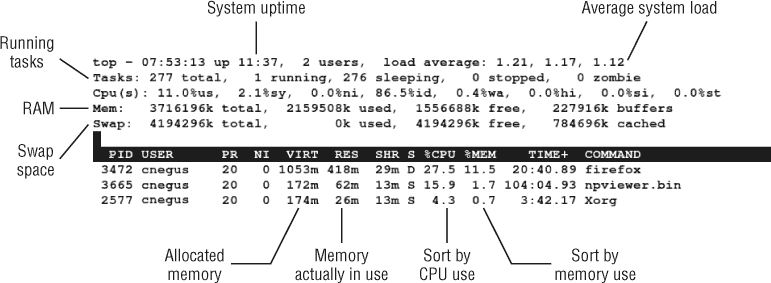 System uptime
Average system load
Running
tasks
top - 07:53:13 up 11:37,  2 users,  load average: 1.21, 1.17, 1.12
Tasks: 277 total,   1 running, 276 sleeping,   0 stopped,   0 zombie
Cpu(s): 11.0%us,  2.1%sy,  0.0%ni, 86.5%id,  0.4%wa,  0.0%hi,  0.0%si,  0.0%st
RAM
Mem:   3716196k total,  2159508k used,  1556688k free,   227916k buffers
Swap
space
Swap:  4194296k total,        0k used,  4194296k free,   784696k cached
PID USER      PR  NI  VIRT  RES  SHR S %CPU %MEM    TIME+  COMMAND
3472 cnegus    20   0 1053m 418m  29m D 27.5 11.5  20:40.89 firefox
3665 cnegus    20   0  172m  62m  13m S 15.9  1.7 104:04.93 npviewer.bin
2577 cnegus    20   0  174m  26m  13m S  4.3  0.7   3:42.17 Xorg
Allocated
memory
Memory
actually in use
Sort by
CPU use
Sort by
memory use